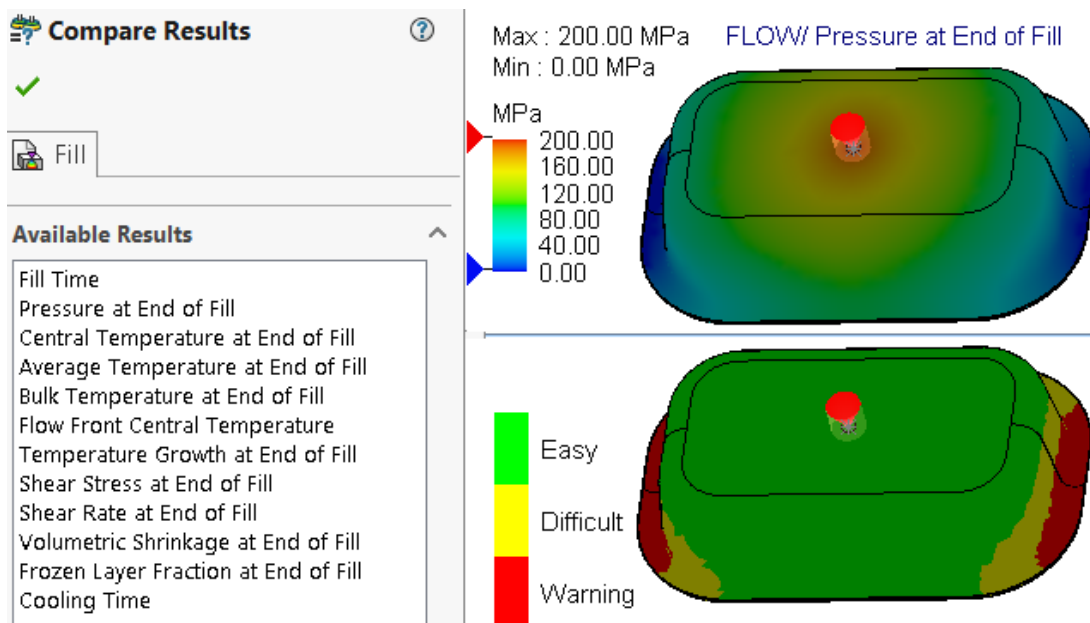 Compare Results
?
Fill
Available Results
Fill Time
Pressure at End of Fill
Central Temperature at End of Fill
Average Temperature at End of Fill
Bulk Temperature at End of Fill
Flow Front Central Temperature
Temperature Growth at End of Fill
Shear Stress at End of Fill
Shear Rate at End of Fill
Volumetric Shrinkage at End of Fill
Frozen Layer Fraction at End of Fill
Cooling Time
Max : 200.00 MPa FLOW/ Pressure at End of Fill
Min : 0.00 MPa
MPa
200.00
160.00
120.00
80.00
40.00
0.00
Easy
Difficult
Warning